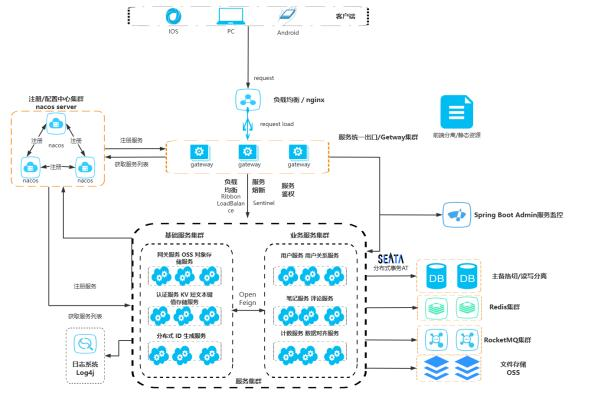 客户端
IOS
PC
Android
request
负载均衡 / nginx
request load
注册/配置中心集群
nacos server
注册
注册
nacos
注册
nacos
nacos
注册服务
获取服务列表
gateway
gateway
gateway
服务统一出口/Getway集群
前端分离/静态资源
负载
均衡
Ribbon
LoadBalan
ce
服务
熔断
Sentinel
服务
鉴权
Spring Boot Admin服务监控
基础服务集群
网关服务 OSS 对象存
储服务
认证服务 KV 短文本键
值存储服务
分布式 ID 生成服务
Open
Feign
业务服务集群
用户服务 用户关系服务
笔记服务 评论服务
计数服务 数据对齐服务
服务集群
SEATA
分布式事务AT
注册服务
获取服务列表
日志系统
Log4j
DB
DB
主备热切/读写分离
Redis集群
RocketMQ集群
文件存储
OSS